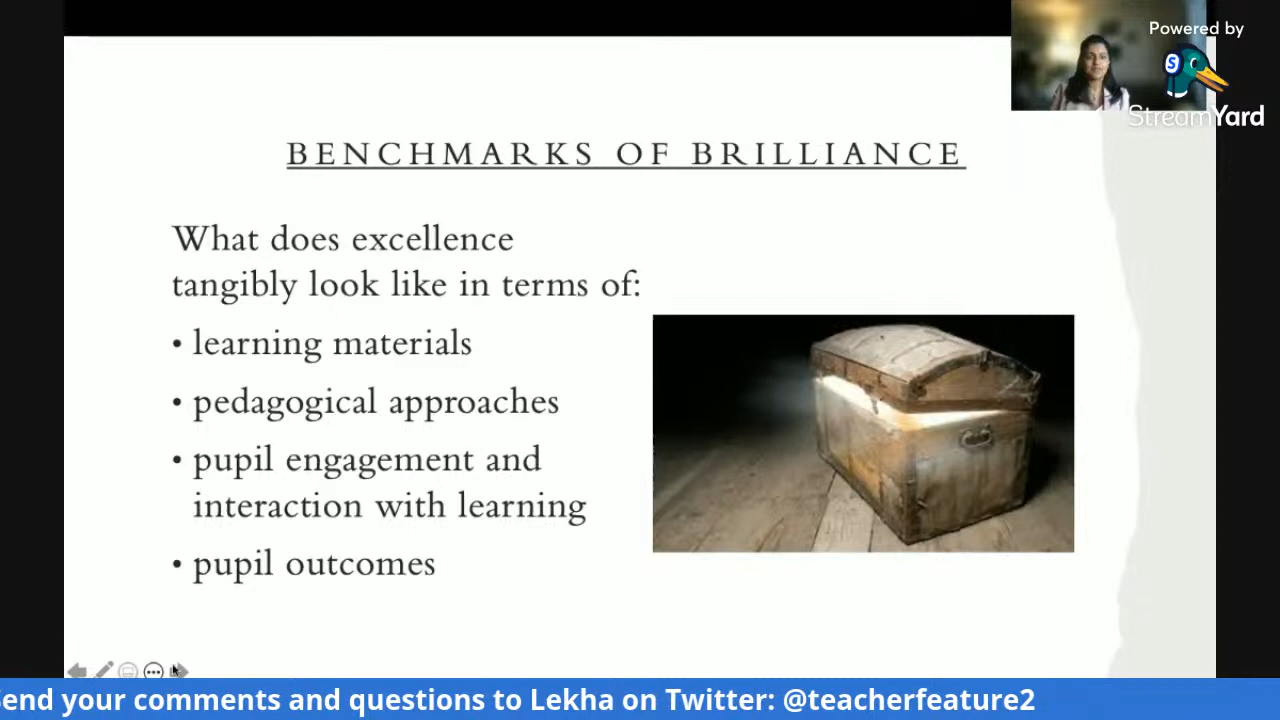 Powered by
S
StreamYard
BENCHMARKS OF BRILLIANCE
What does excellence
tangibly look like in terms of:
• learning materials
• pedagogical approaches
• pupil engagement and
interaction with learning
• pupil outcomes
end your comments and questions to Lekha on Twitter: @teacherfeature2